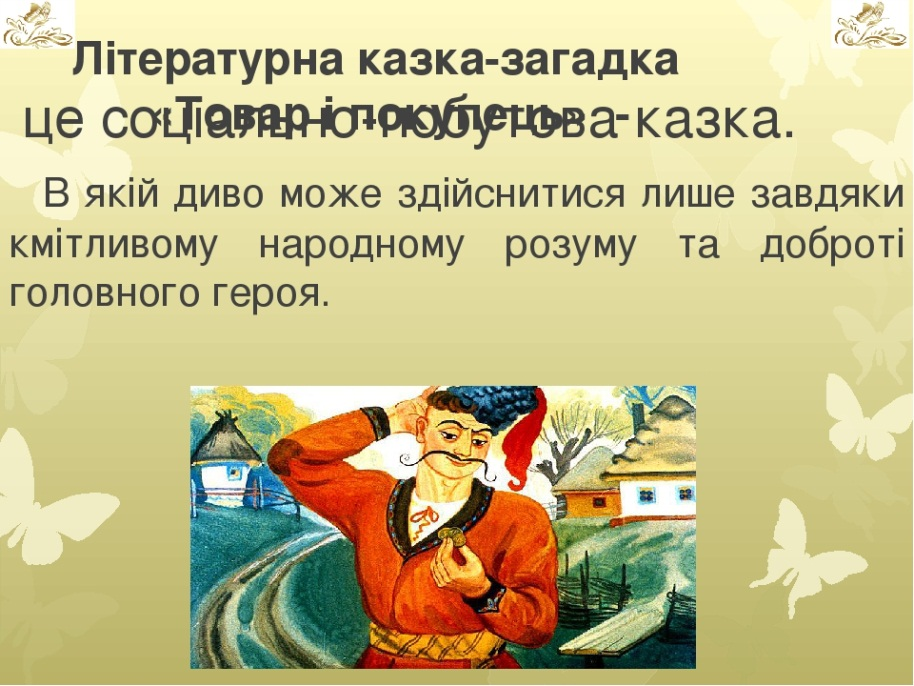 Літературна казка-загадка
«Товар і покупець» -
це соціально-побутова казка.
В якій диво може здійснитися лише завдяки
кмітливому народному розуму та доброті
головного героя.